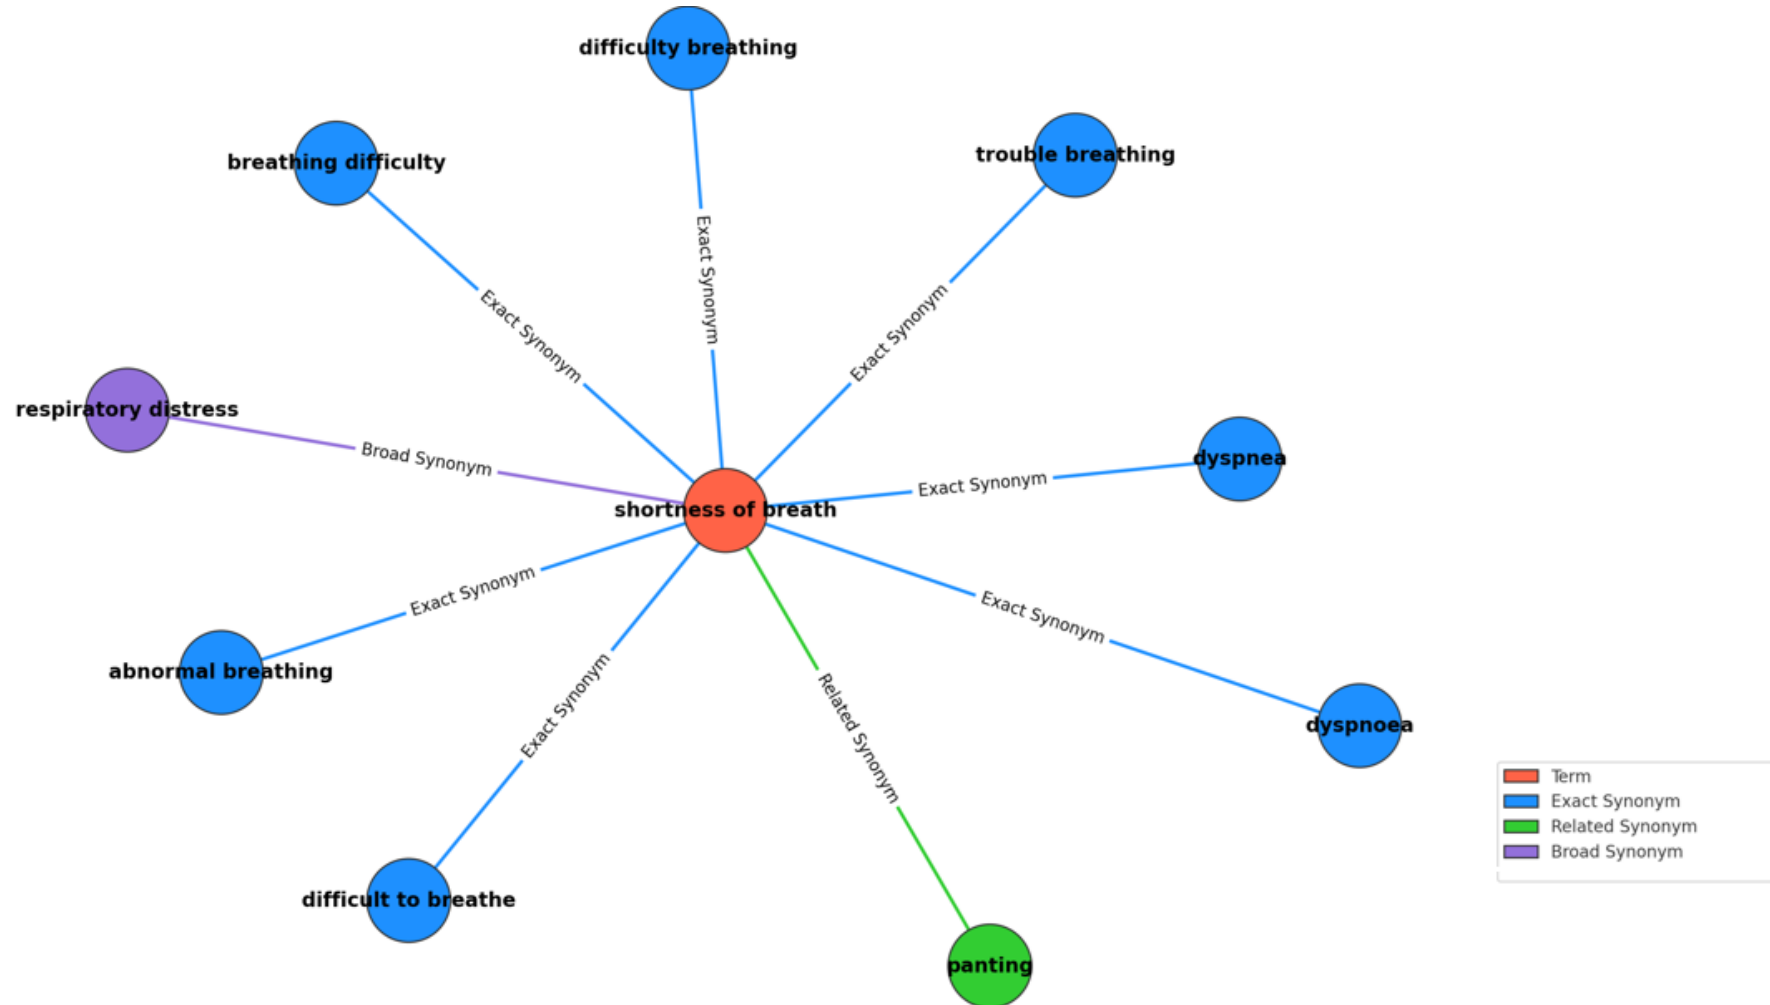 difficulty breathing
trouble breathing
breathing difficulty
Exact Synonym
Exact Synonym
Exact Synonym
respiratory distress
Broad Synonym
dyspnea
Exact Synonym
shortness of breath
Exact Synonym
Exact Synonym
abnormal breathing
Exact Synonym
Related Synonym
dyspnoea
difficult to breathe
panting
Term
Exact Synonym
Related Synonym
Broad Synonym